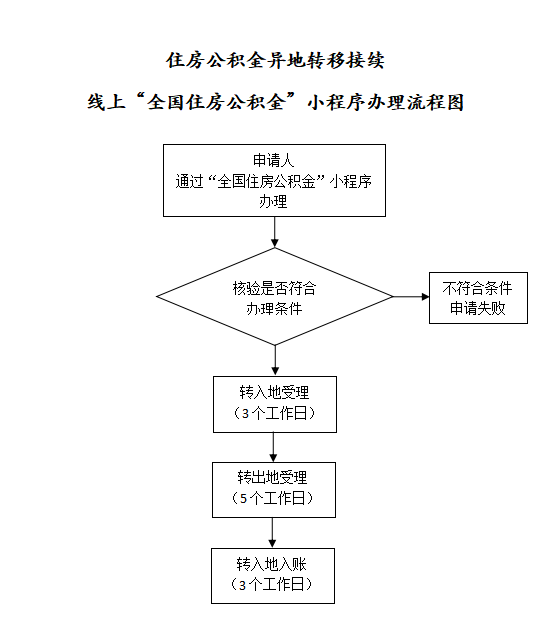 住房公积金异地转移接续
线上“全国住房公积金”小程序办理流程图
申请人
通过“全国住房公积金”小程序
办理
核验是否符合
办理条件
不符合条件
申请失败
转入地受理
（3个工作日）
转出地受理
（5个工作日）
转入地入账
（3个工作日）